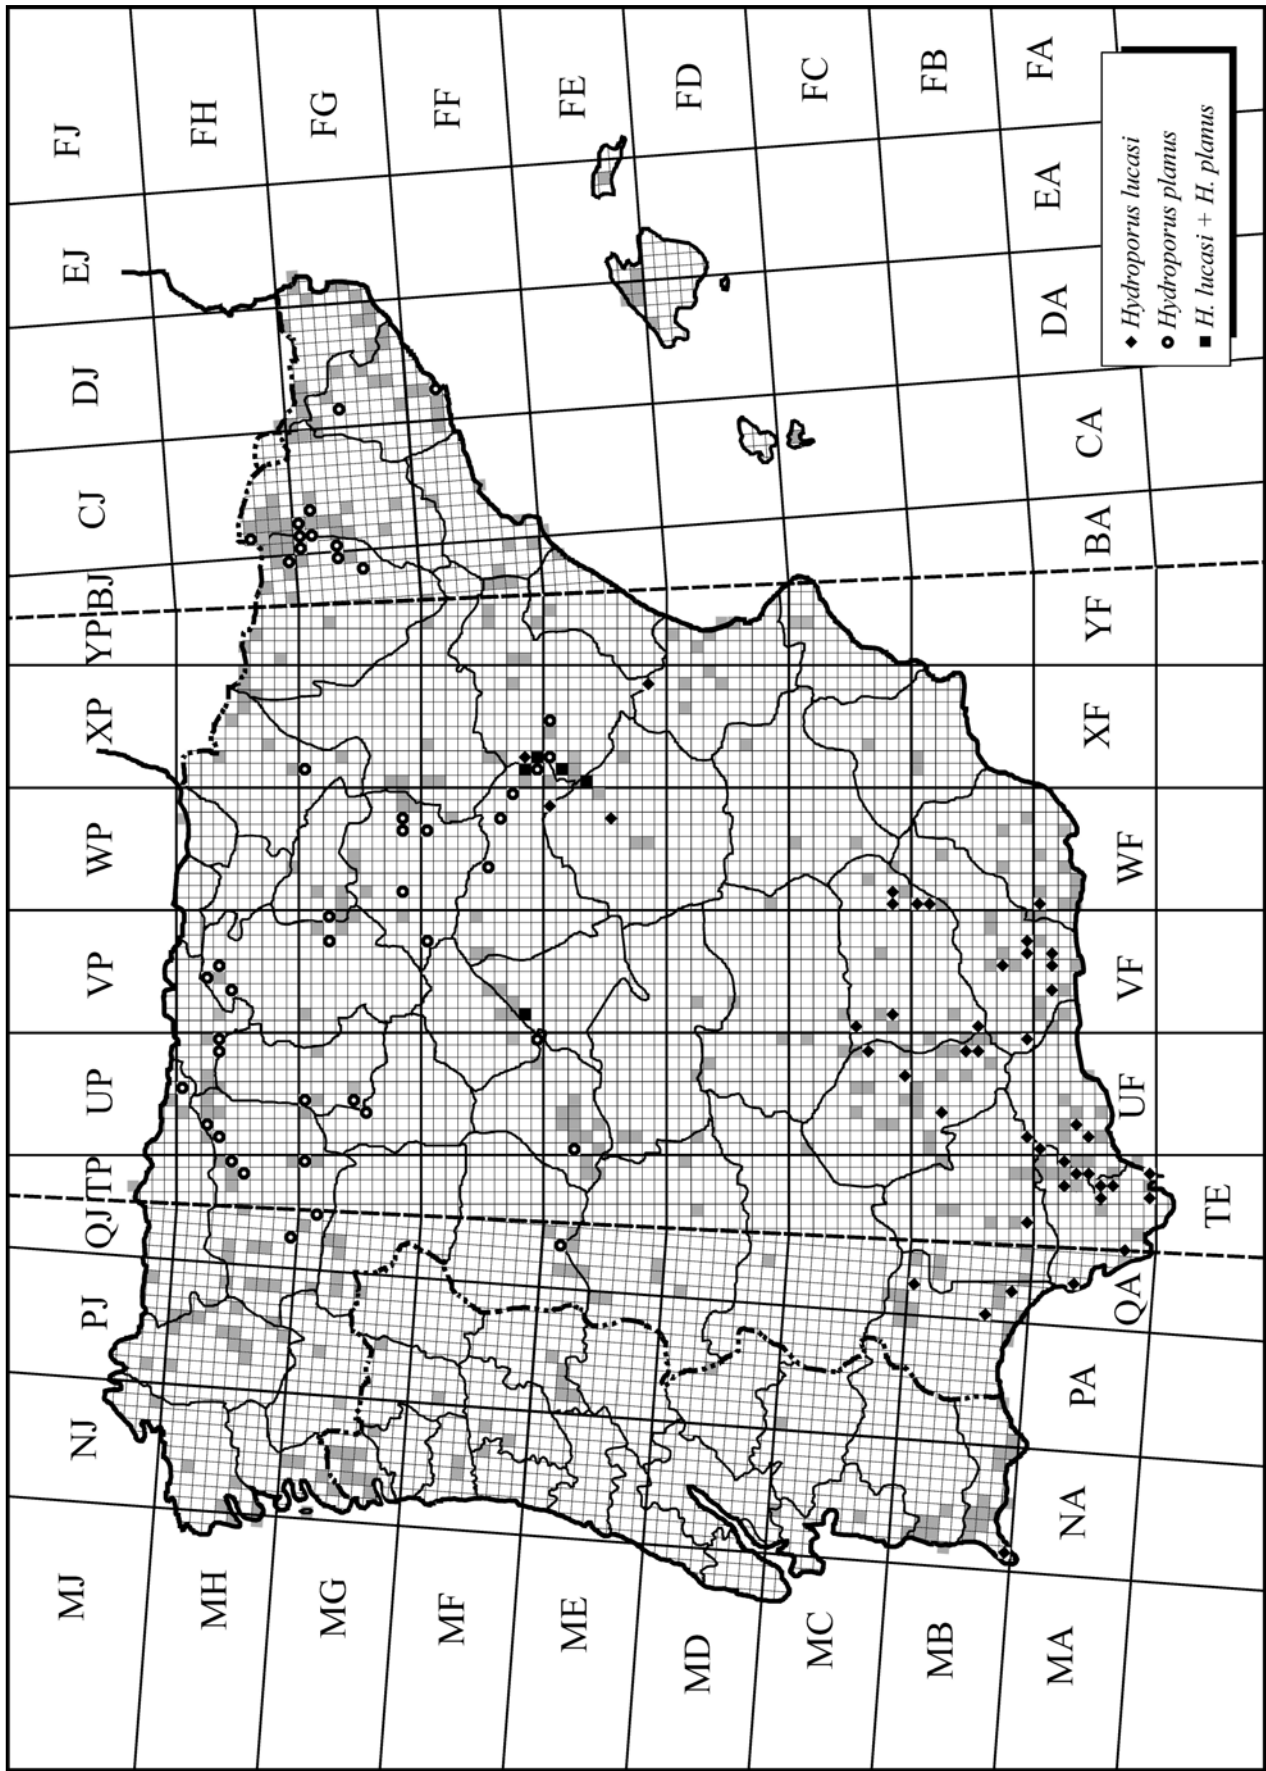 FJ
EJ
DJ
CJ
BJ
YP
XP
WP
VP
UP
TP
QJ
PJ
NJ
MJ
FH
FG
FF
FE
FD
FC
FB
FA
EA
DA
CA
BA
YF
XF
WF
VF
UF
TE
QA
PA
NA
MH
MG
MF
ME
MD
MC
MB
MA
Hydroporus lucasi
Hydroporus planus
H. lucasi + H. planus